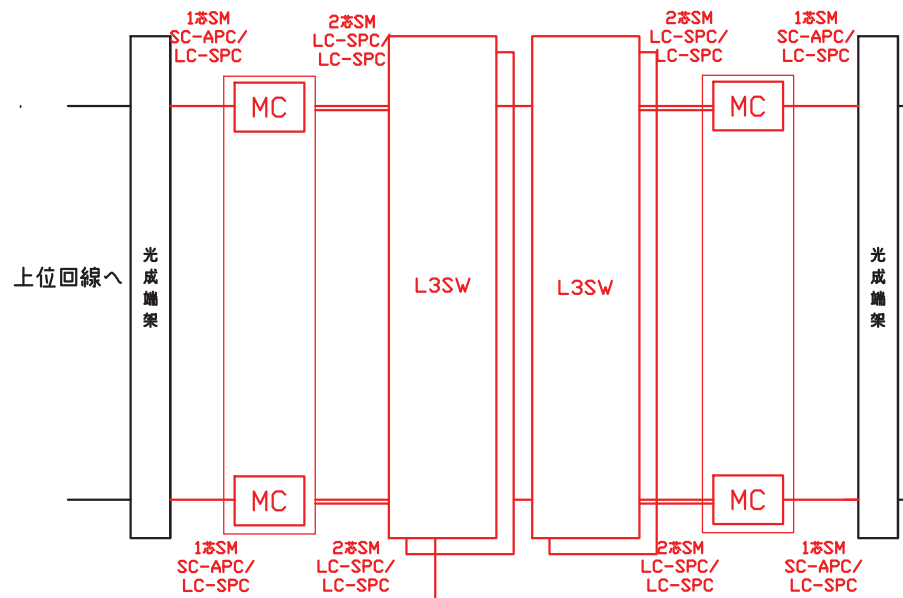 1芯SM
SC-APC/
LC-SPC
2芯SM
LC-SPC/
LC-SPC
2芯SM
LC-SPC/
LC-SPC
1芯SM
SC-APC/
LC-SPC
MC
MC
上位回線へ
光成端架
L3SW
L3SW
光成端架
MC
MC
1芯SM
SC-APC/
LC-SPC
2芯SM
LC-SPC/
LC-SPC
2芯SM
LC-SPC/
LC-SPC
1芯SM
SC-APC/
LC-SPC